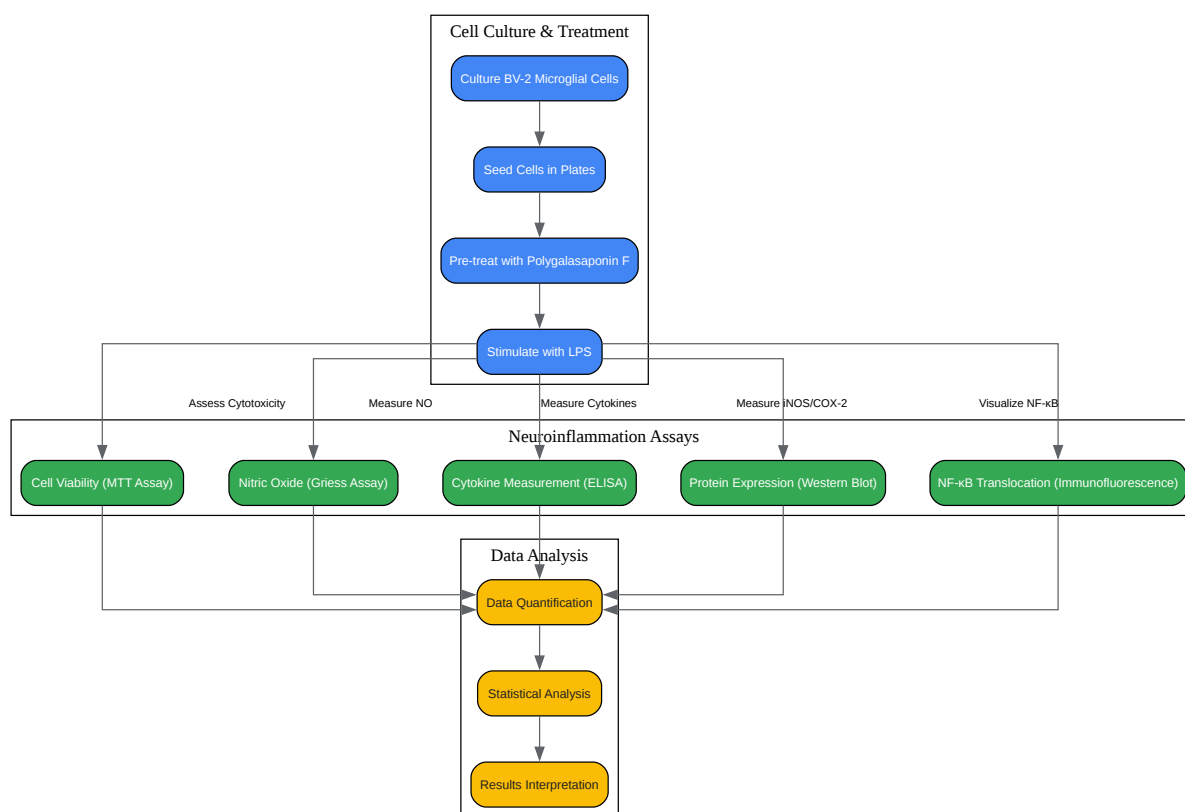 Cell Culture & Treatment
Culture BV-2 Microglial Cells
Seed Cells in Plates
Pre-treat with Polygalasaponin F
Stimulate with LPS
Assess Cytotoxicity
Measure NO
Measure Cytokines
Measure iNOS/COX-2
Visualize NF-κB
Neuroinflammation Assays
Cell Viability (MTT Assay)
Nitric Oxide (Griess Assay)
Cytokine Measurement (ELISA)
Protein Expression (Western Blot)
NF-κB Translocation (Immunofluorescence)
Data Analysis
Data Quantification
Statistical Analysis
Results Interpretation